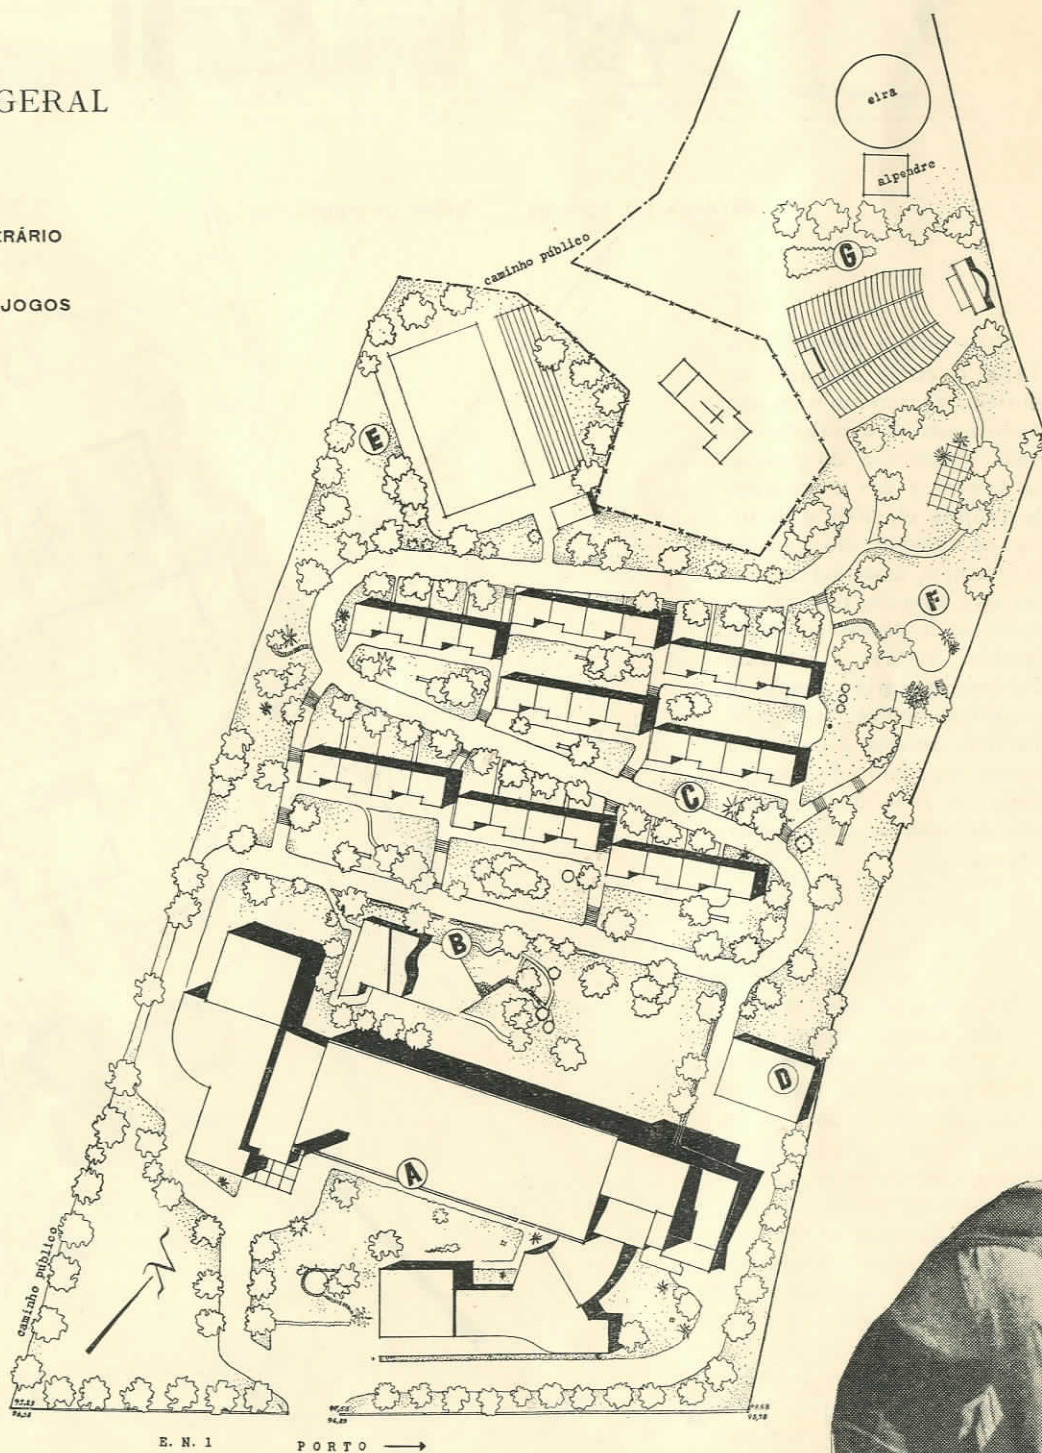 GERAL
RÁRIO
JOGOS
eira
alpendre
caminho público
G
E
F
C
B
D
A
caminho público
E. N. 1 PORTO